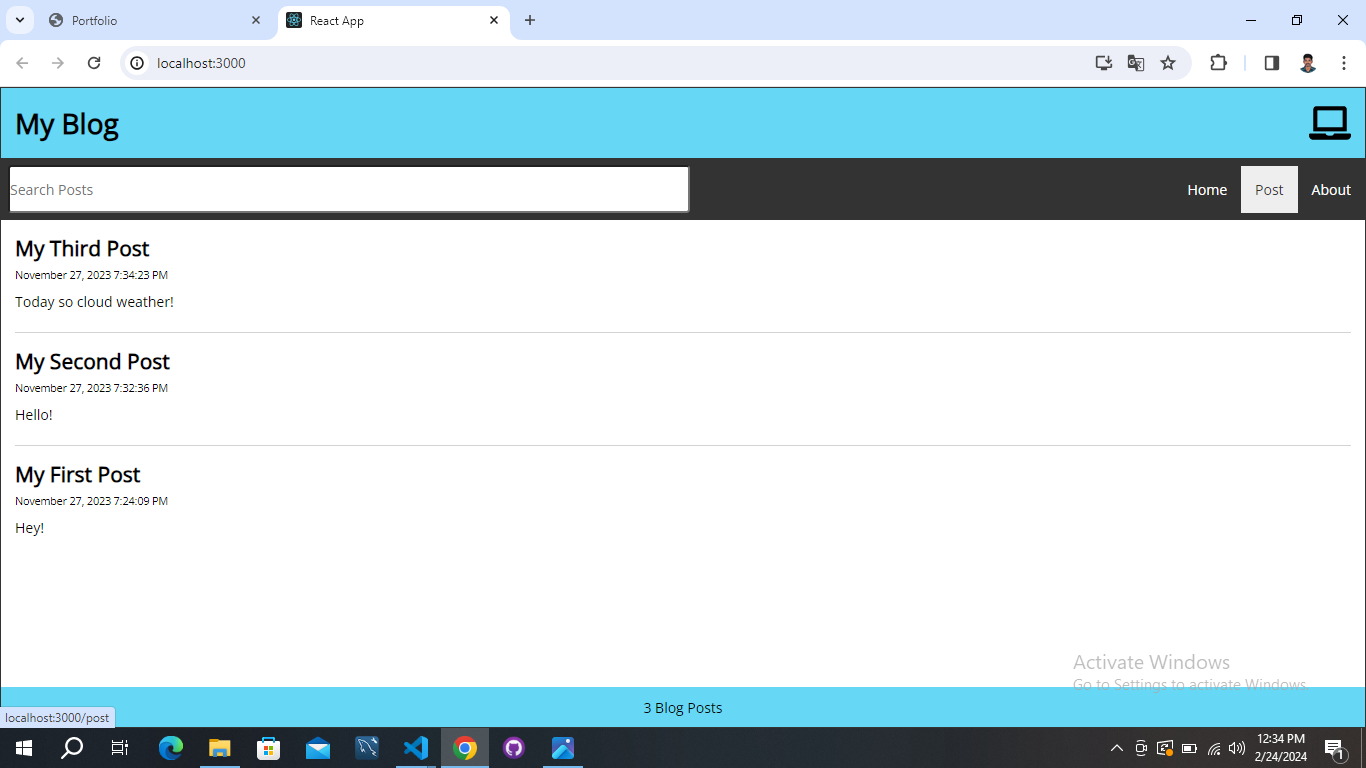 Portfolio
React App
localhost:3000
My Blog
Search Posts
Home Post About
My Third Post
November 27, 2023 7:34:23 PM
Today so cloud weather!
My Second Post
November 27, 2023 7:32:36 PM
Hello!
My First Post
November 27, 2023 7:24:09 PM
Hey!
Activate Windows
Go to Settings to activate Windows.
3 Blog Posts
localhost:3000/post
12:34 PM
2/24/2024
1